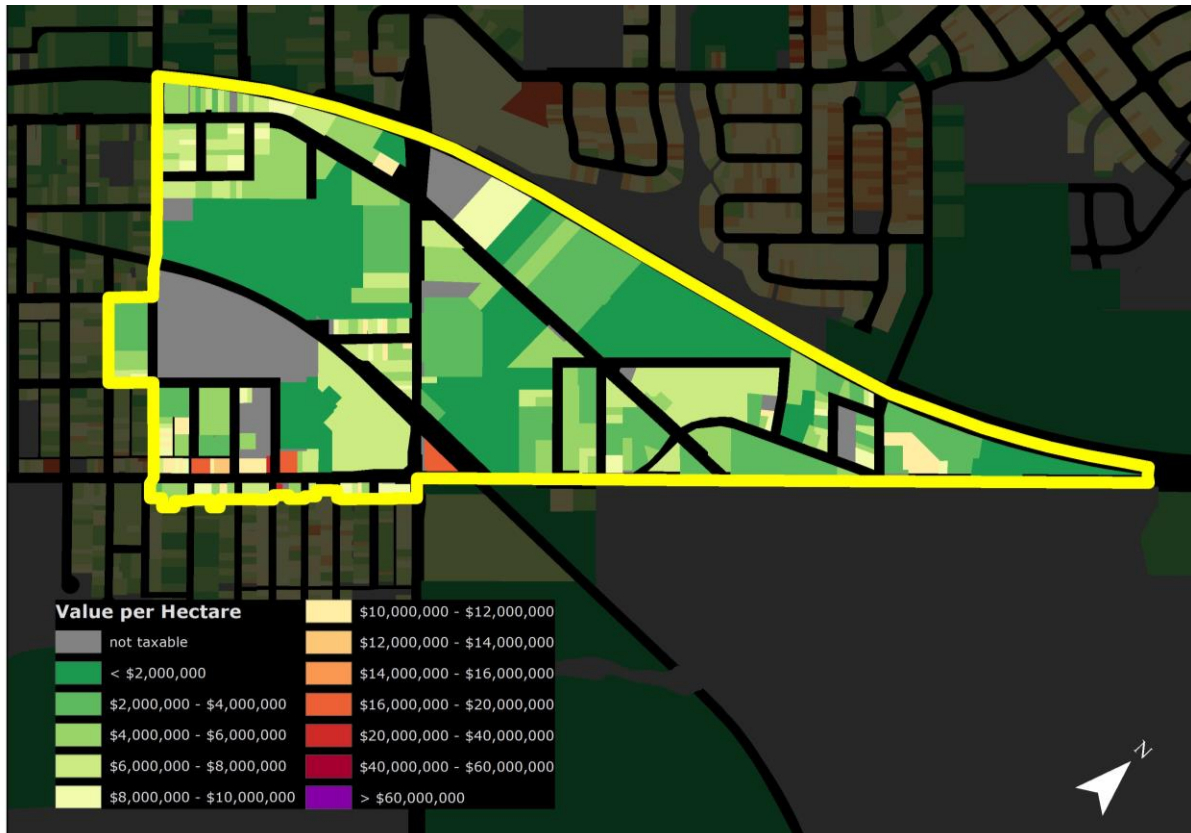 Value per Hectare
not taxable
< $2,000,000
$2,000,000 - $4,000,000
$4,000,000 - $6,000,000
$6,000,000 - $8,000,000
$8,000,000 - $10,000,000
$10,000,000 - $12,000,000
$12,000,000 - $14,000,000
$14,000,000 - $16,000,000
$16,000,000 - $20,000,000
$20,000,000 - $40,000,000
$40,000,000 - $60,000,000
> $60,000,000
N